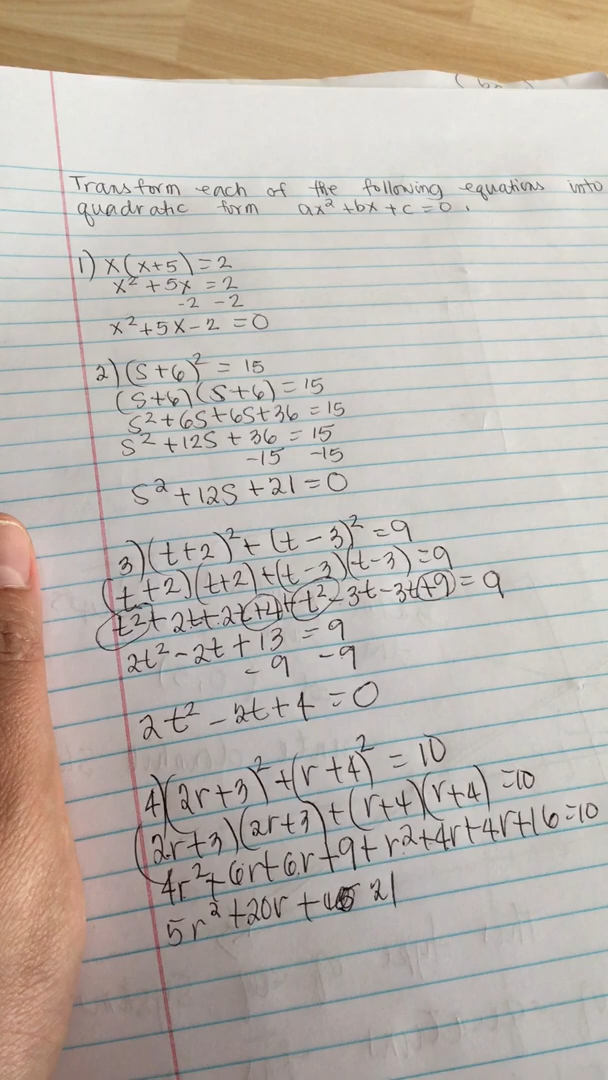 Transform each of the following equations into
quadratic form ax² + bx + c = 0.
1) x(x+5) = 2
x² + 5x = 2
-2 -2
x² + 5x - 2 = 0
2) (s+6)² = 15
(s+6)(s+6) = 15
s² + 6s + 6s + 36 = 15
s² + 12s + 36 = 15
-15 -15
s² + 12s + 21 = 0
3) (t+2)² + (t-3)² = 9
(t+2)(t+2) + (t-3)(t-3) = 9
t² + 2t + 2t + 4 + t² - 3t - 3t + 9 = 9
2t² - 2t + 13 = 9
- 9 - 9
2t² - 2t + 4 = 0
4) (2r+3)² + (r+4)² = 10
(2r+3)(2r+3) + (r+4)(r+4) = 10
4r² + 6r + 6r + 9 + r² + 4r + 4r + 16 = 10
5r² + 20r + 21